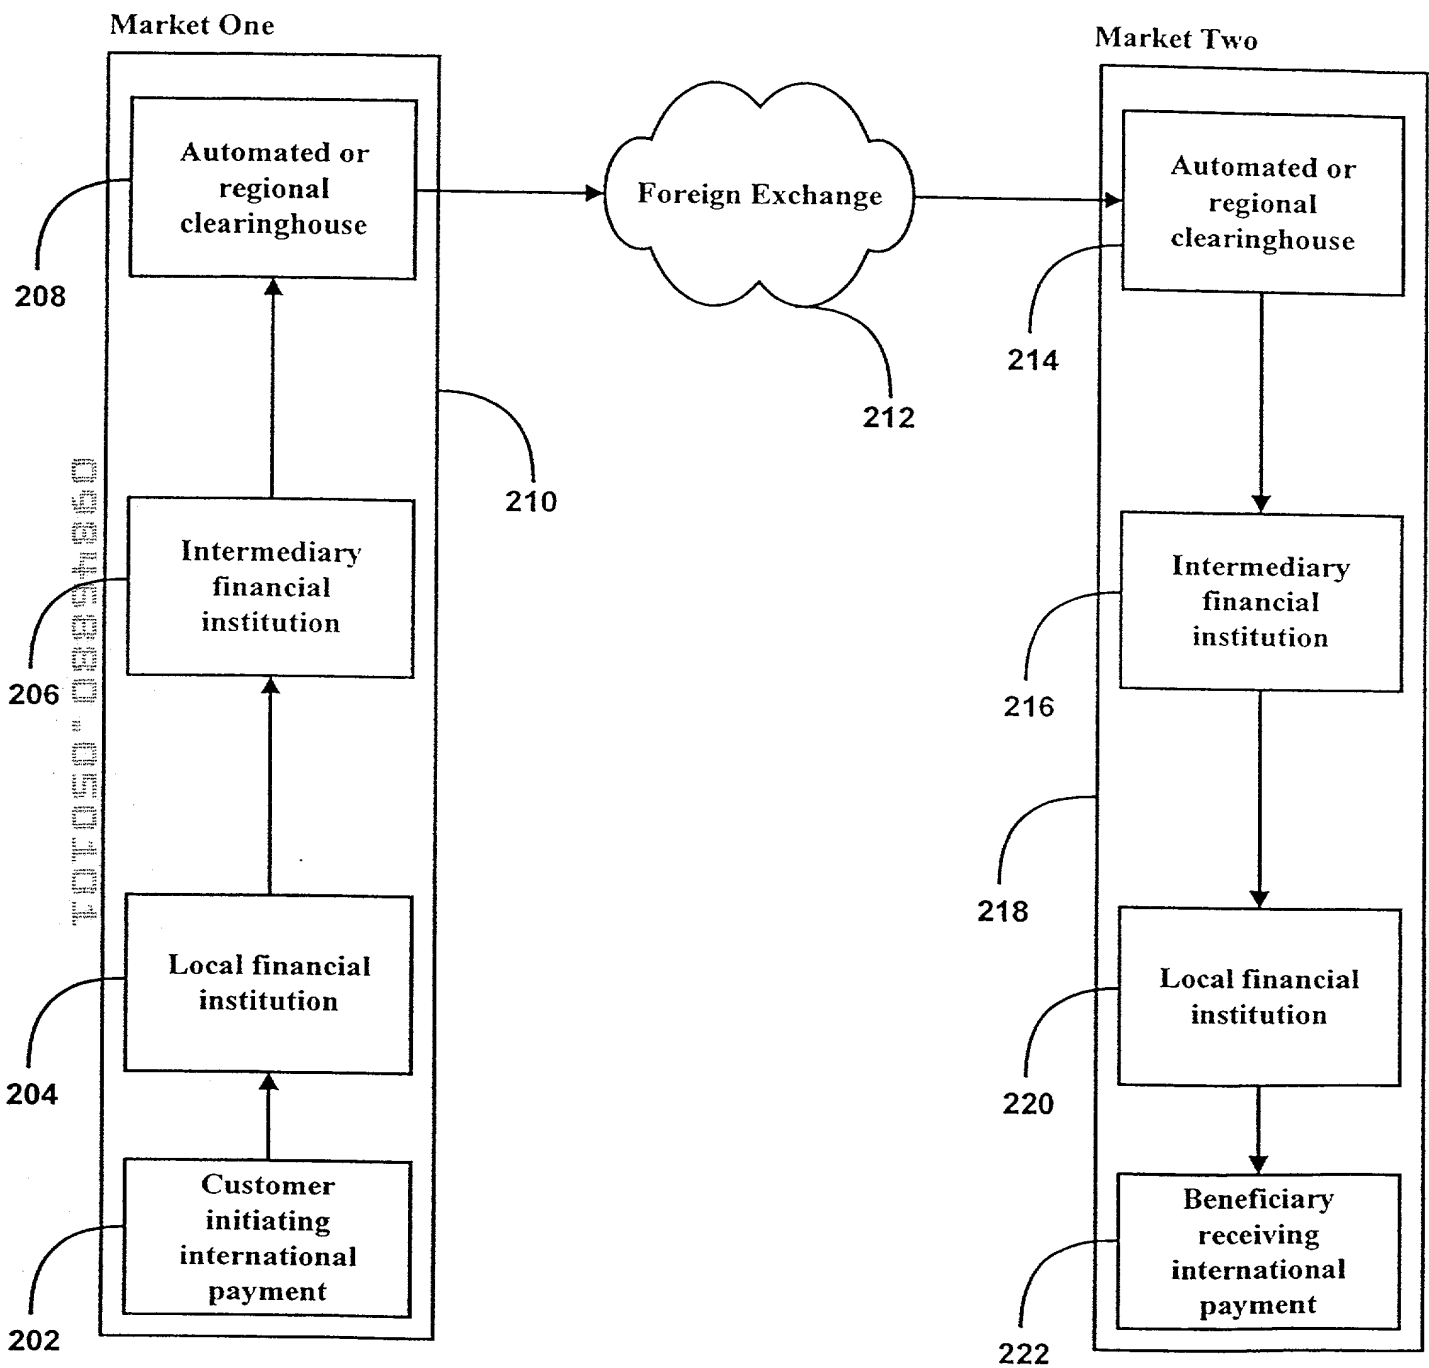 Market One
Automated or
regional
clearinghouse
208
Intermediary
financial
institution
206
210
Local financial
institution
204
Customer
initiating
international
payment
202
Foreign Exchange
212
Market Two
Automated or
regional
clearinghouse
214
Intermediary
financial
institution
216
218
Local financial
institution
220
Beneficiary
receiving
international
payment
222